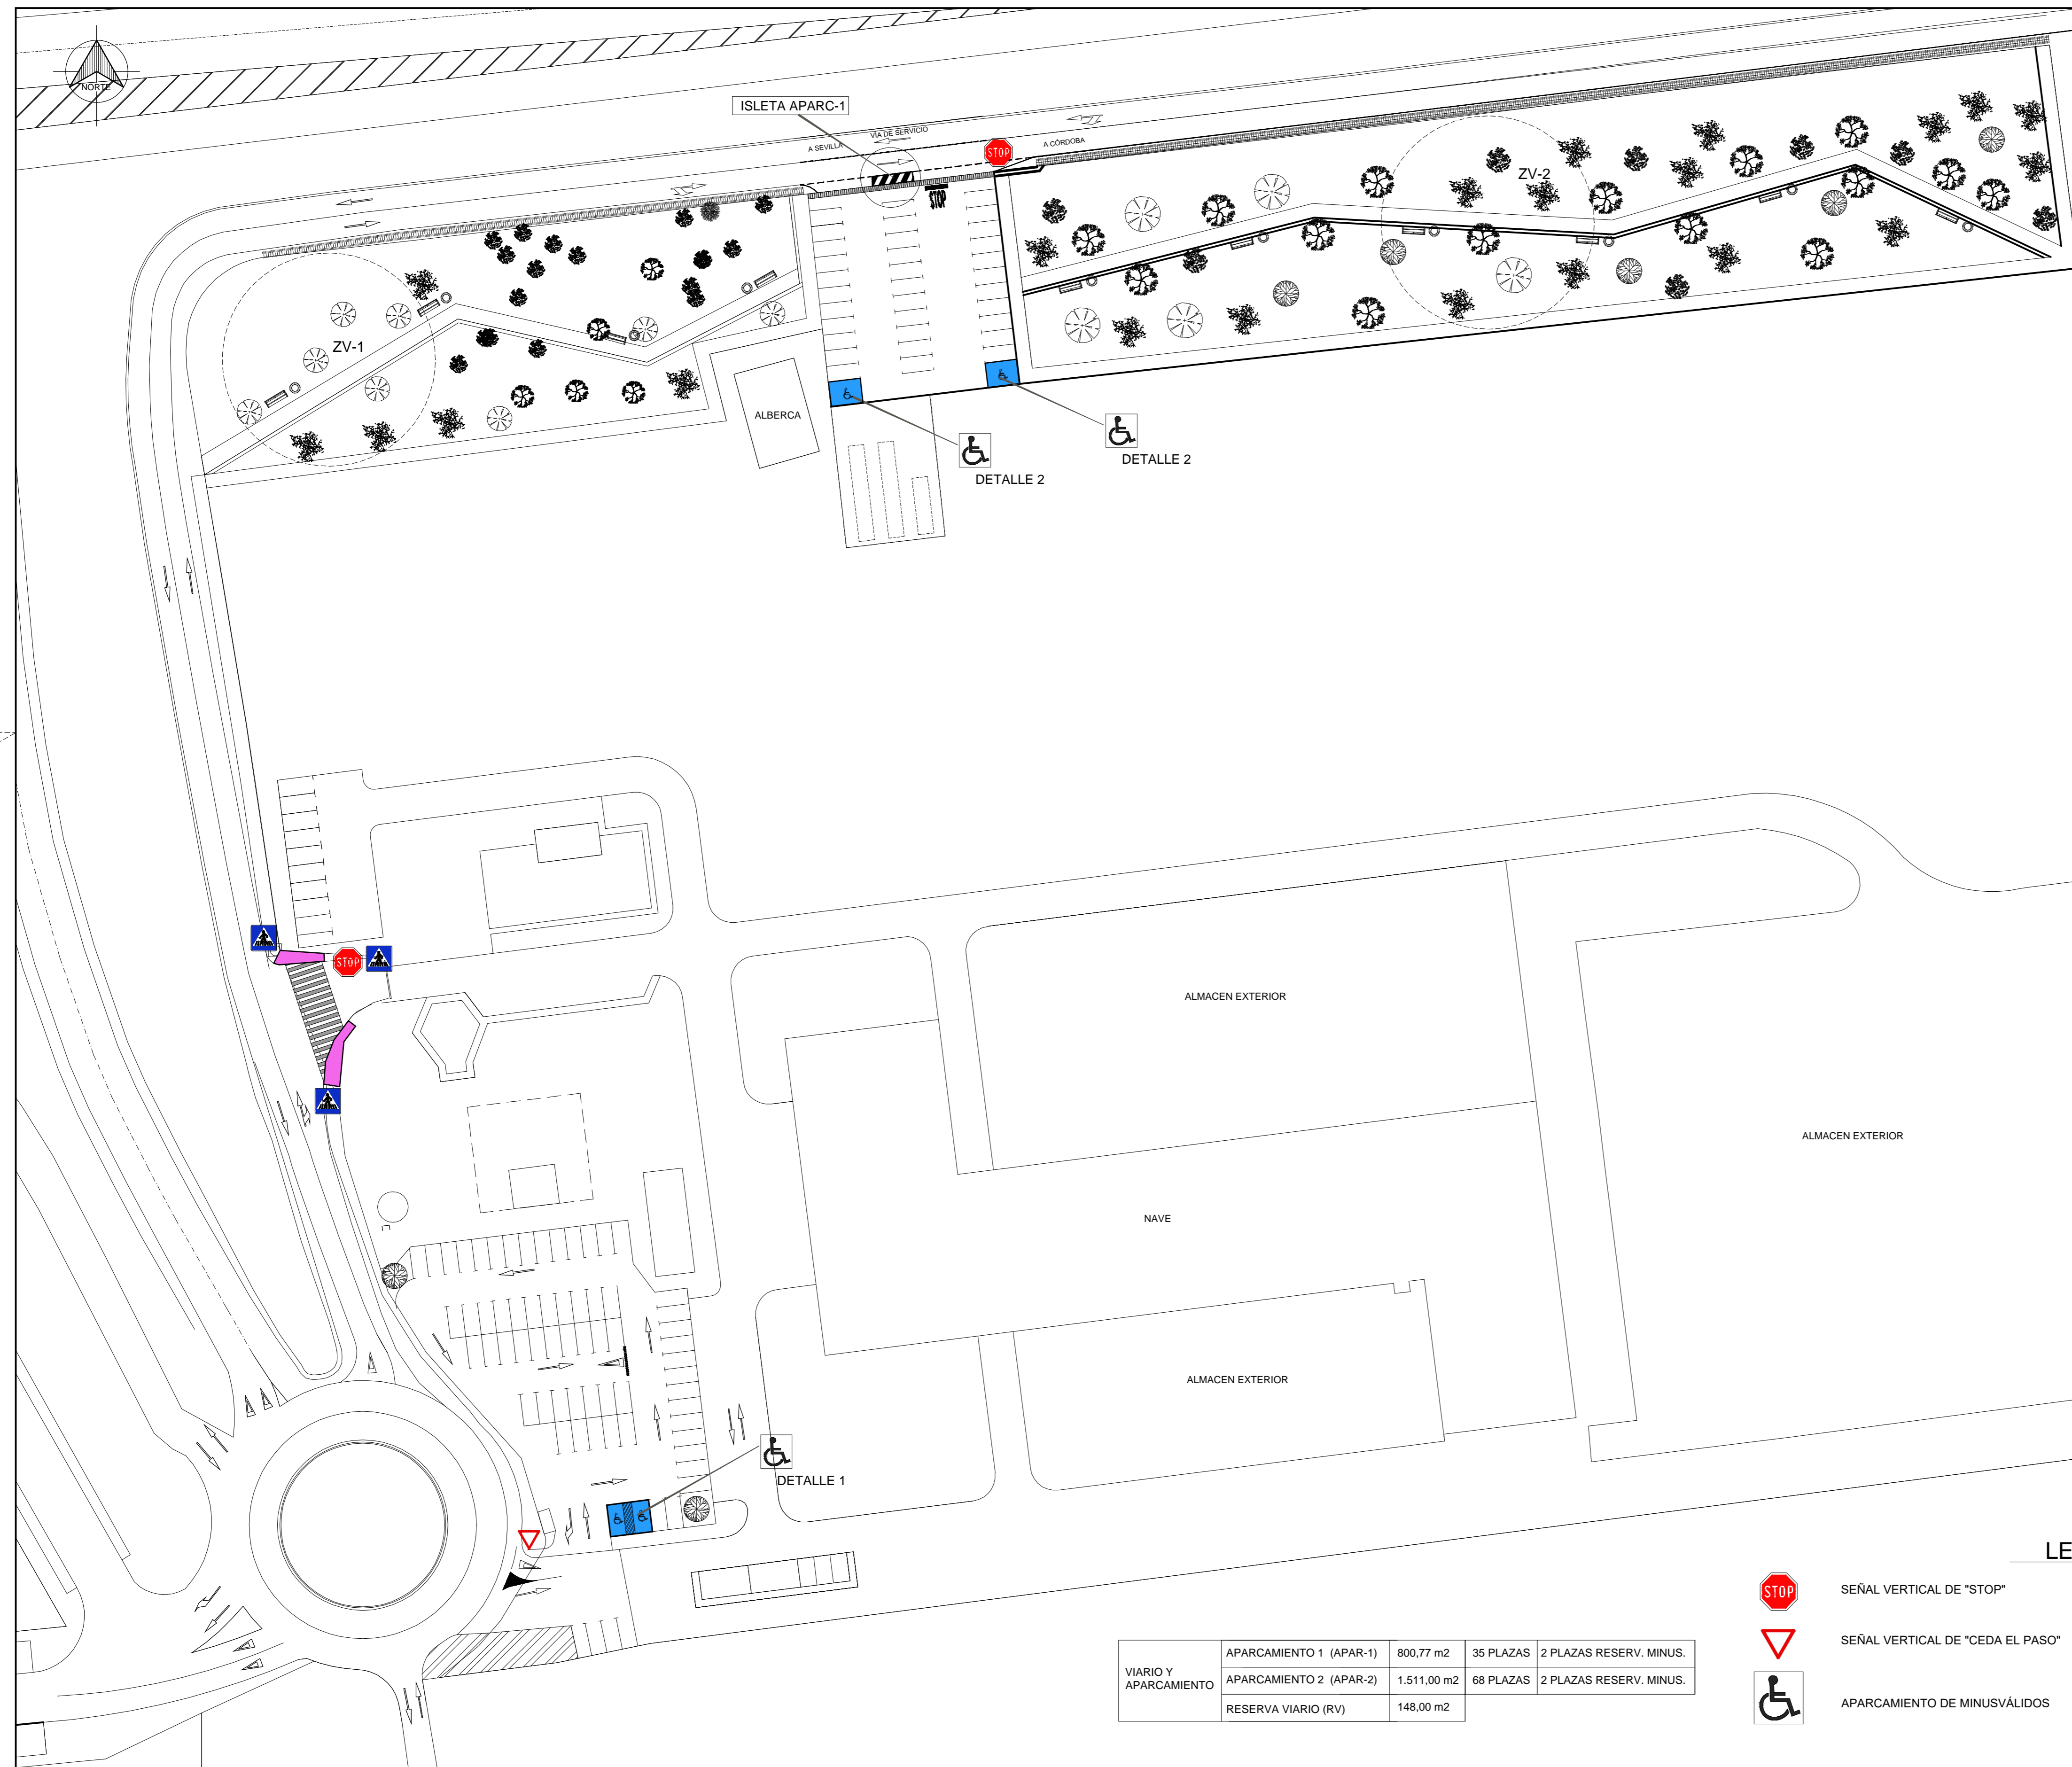 NORTE
ISLETA APARC-1
VÍA DE SERVICIO
A SEVILLA
A CÓRDOBA
STOP
STOP
ZV-1
ZV-2
ALBERCA
DETALLE 2
DETALLE 2
STOP
ALMACEN EXTERIOR
ALMACEN EXTERIOR
NAVE
ALMACEN EXTERIOR
DETALLE 1
LE
STOP
SEÑAL VERTICAL DE "STOP"
SEÑAL VERTICAL DE "CEDA EL PASO"
APARCAMIENTO DE MINUSVÁLIDOS
VIARIO Y
APARCAMIENTO
APARCAMIENTO 1 (APAR-1) 800,77 m2 35 PLAZAS 2 PLAZAS RESERV. MINUS.
APARCAMIENTO 2 (APAR-2) 1.511,00 m2 68 PLAZAS 2 PLAZAS RESERV. MINUS.
RESERVA VIARIO (RV) 148,00 m2